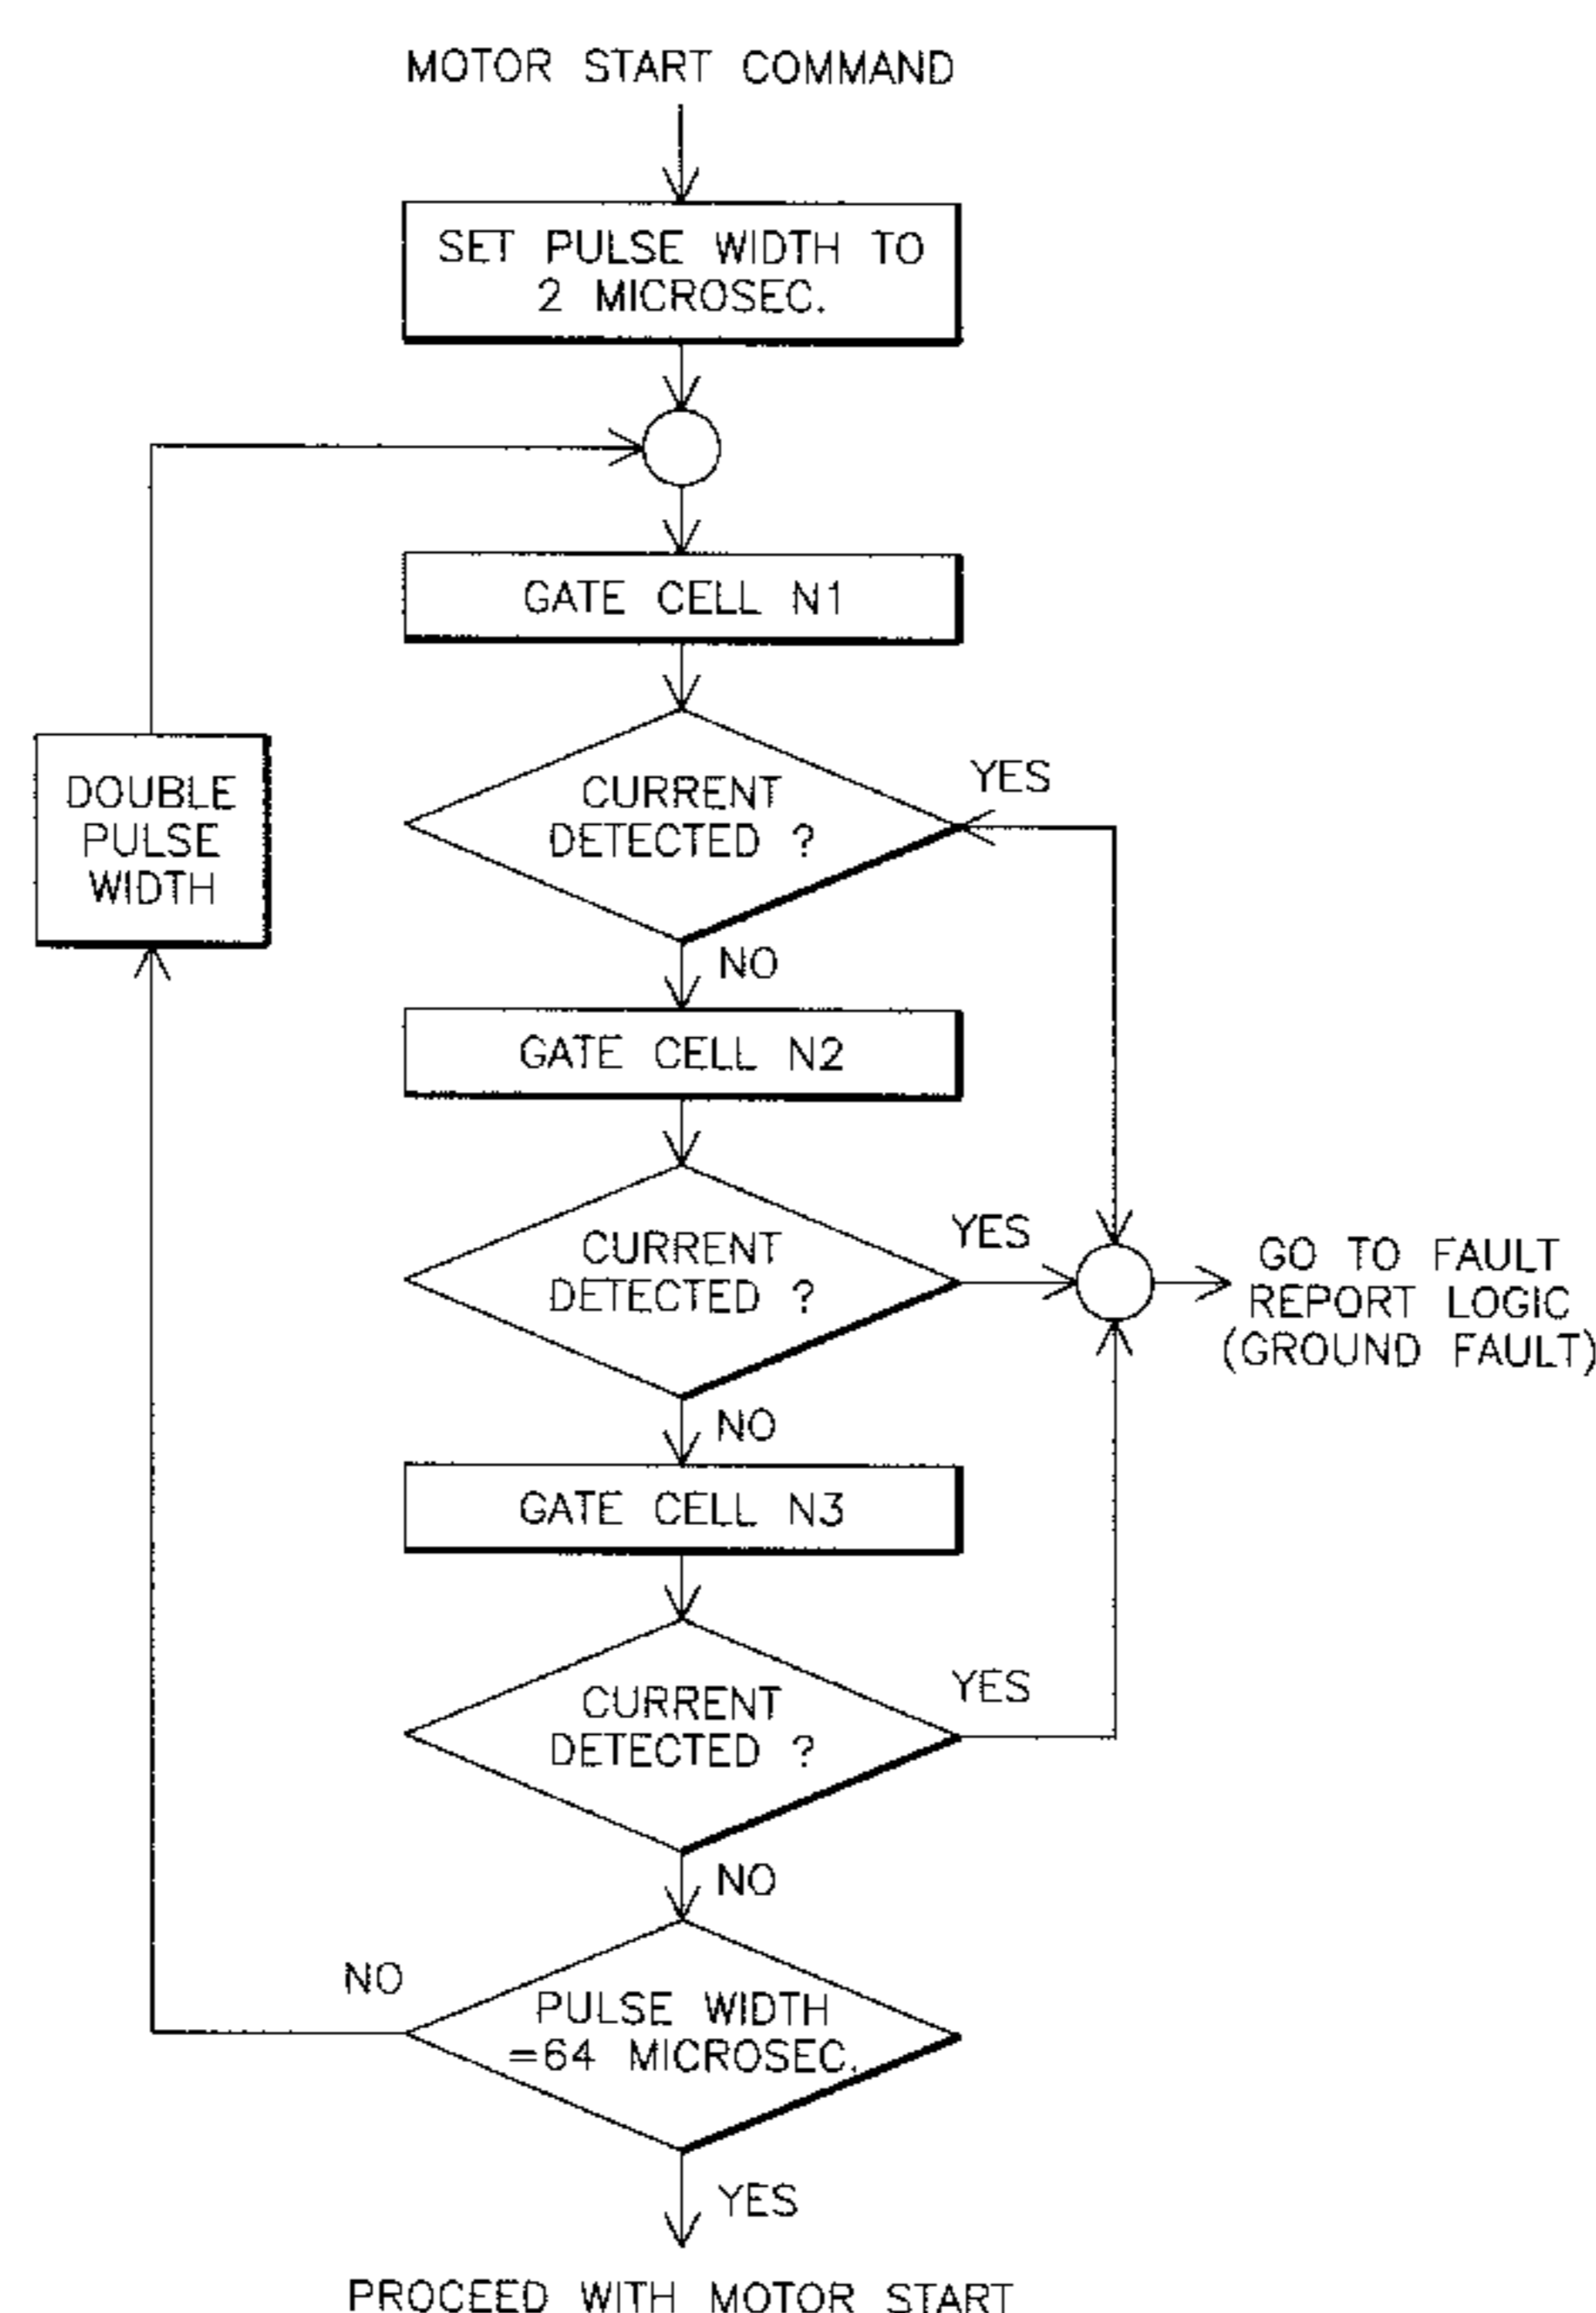 MOTOR START COMMAND
SET PULSE WIDTH TO
2 MICROSEC.
GATE CELL N1
DOUBLE
PULSE
WIDTH
CURRENT
DETECTED ?
YES
NO
GATE CELL N2
CURRENT
DETECTED ?
YES
GO TO FAULT
REPORT LOGIC
(GROUND FAULT)
NO
GATE CELL N3
CURRENT
DETECTED ?
YES
NO
NO
PULSE WIDTH
=64 MICROSEC.
YES
PROCEED WITH MOTOR START